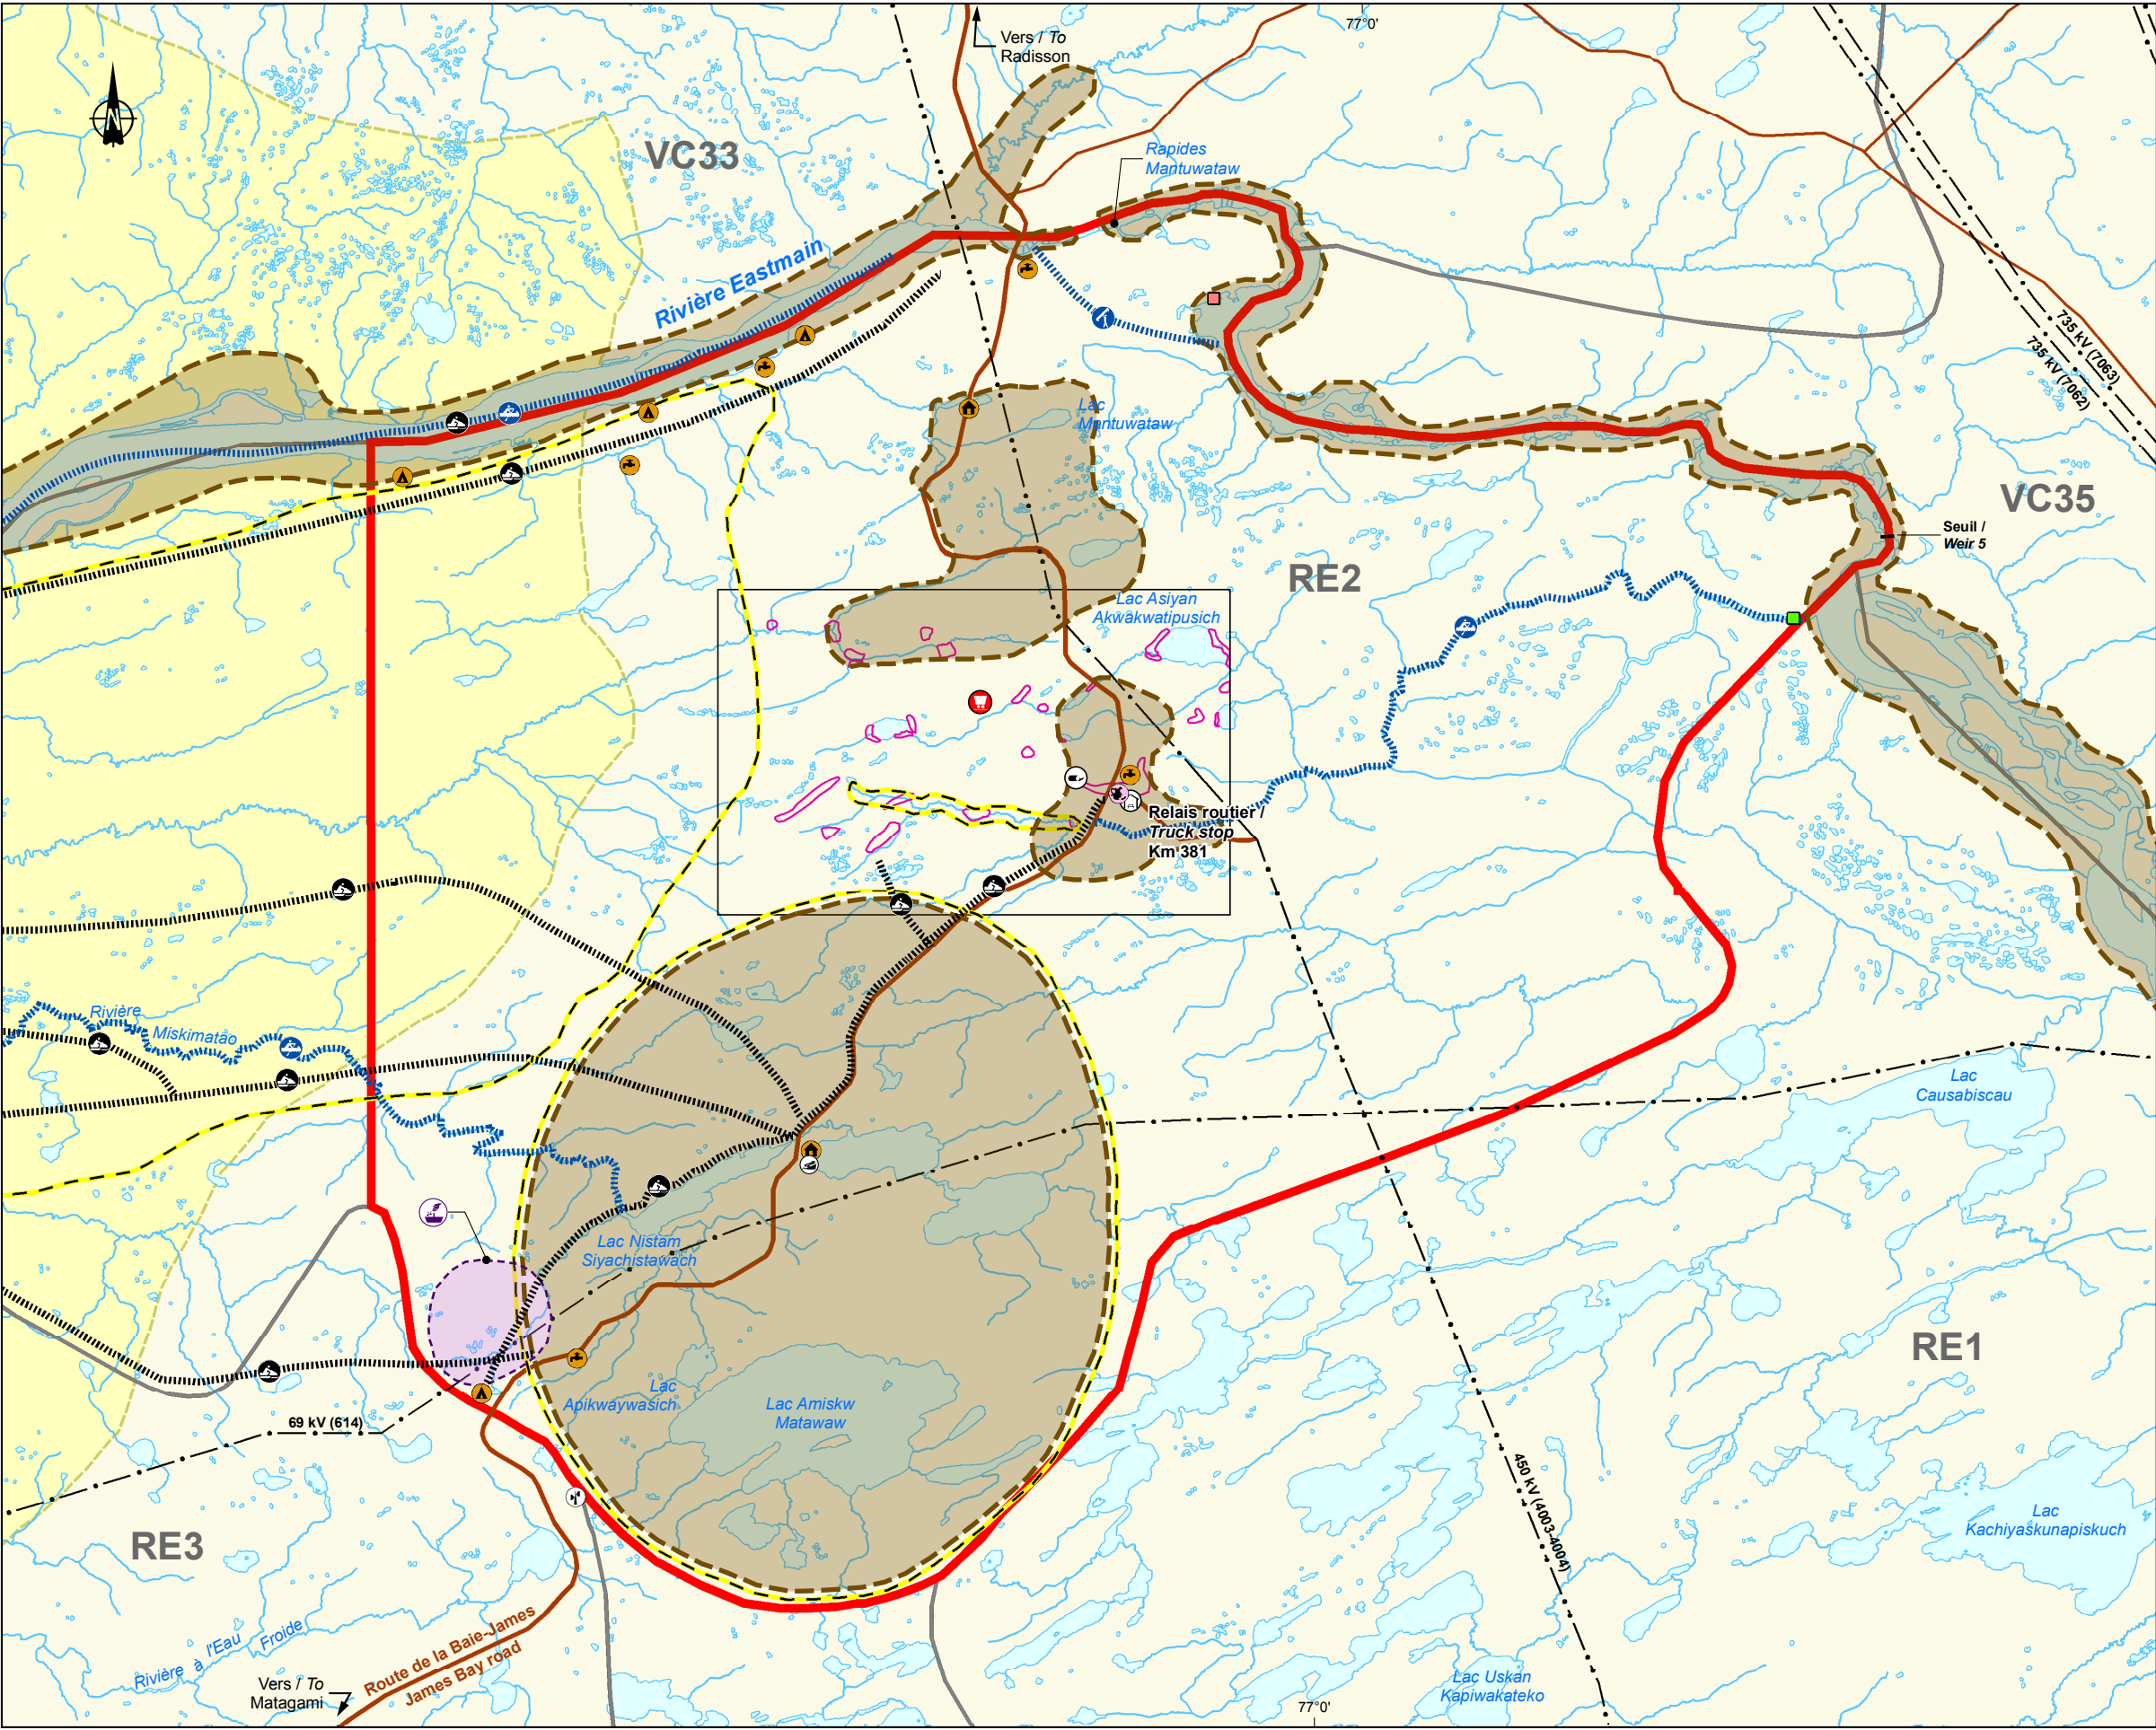 77°0'
Vers / To
Radisson
N
VC33
Rapides
Mantuwataw
Rivière Eastmain
735 kV (7063)
735 kV (7062)
Lac
Mantuwataw
VC35
Seuil /
Weir 5
RE2
Lac Asiyan
Akwakwatipusich
Relais routier /
Truck stop
Km 381
Rivière
Miskimatao
Lac
Causabiscau
Lac Nistam
Siyachistawach
RE1
Lac
Apikwaywasich
Lac Amiskw
Matawaw
69 kV (614)
450 kV (4003-4004)
Lac
Kachiyaskunapiskuch
RE3
Rivière à l'Eau Froide
Route de la Baie-James
James Bay road
Vers / To
Matagami
Lac Uskan
Kapiwakateko
77°0'